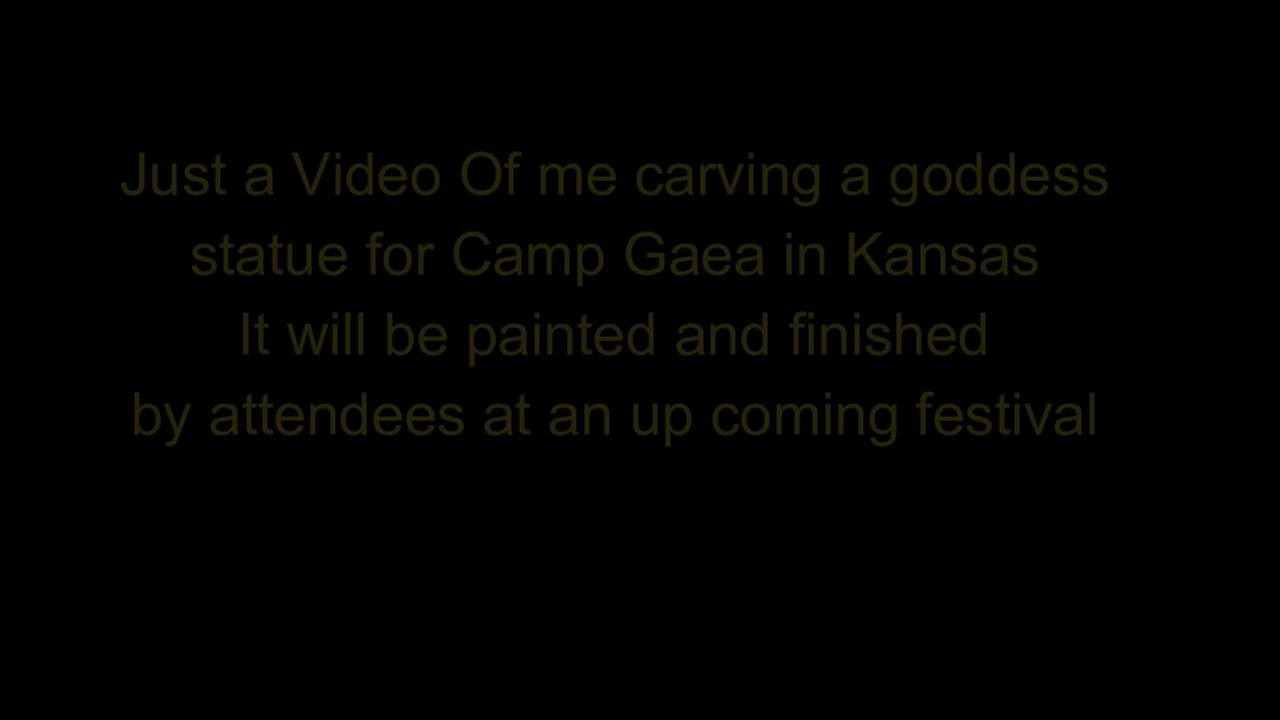 Just a Video Of me carving a goddess
statue for Camp Gaea in Kansas
It will be painted and finished
by attendees at an up coming festival